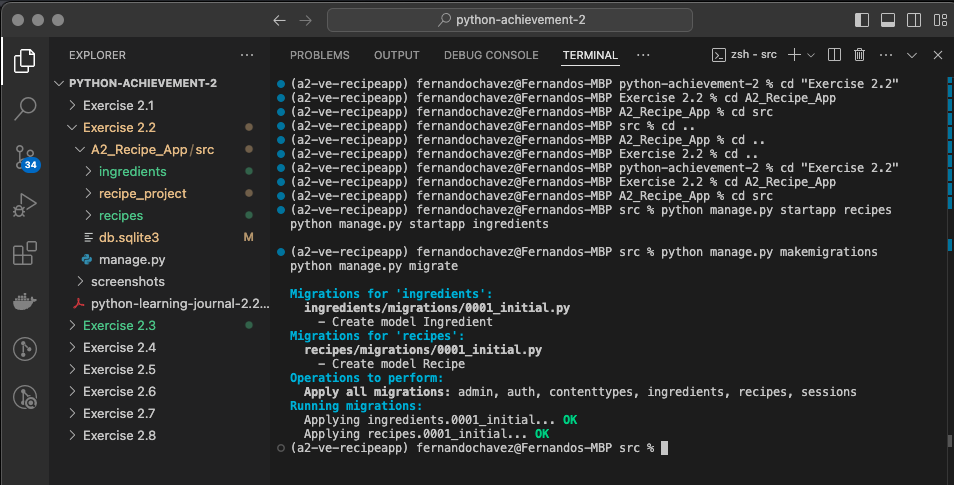 python-achievement-2
EXPLORER
PYTHON-ACHIEVEMENT-2
Exercise 2.1
Exercise 2.2
A2_Recipe_App/src
ingredients
recipe_project
recipes
db.sqlite3 M
manage.py
screenshots
python-learning-journal-2.2...
Exercise 2.3
Exercise 2.4
Exercise 2.5
Exercise 2.6
Exercise 2.7
Exercise 2.8
34
PROBLEMS OUTPUT DEBUG CONSOLE TERMINAL ... zsh - src
(a2-ve-recipeapp) fernandochavez@Fernandos-MBP python-achievement-2 % cd "Exercise 2.2"
(a2-ve-recipeapp) fernandochavez@Fernandos-MBP Exercise 2.2 % cd A2_Recipe_App
(a2-ve-recipeapp) fernandochavez@Fernandos-MBP A2_Recipe_App % cd src
(a2-ve-recipeapp) fernandochavez@Fernandos-MBP src % cd ..
(a2-ve-recipeapp) fernandochavez@Fernandos-MBP A2_Recipe_App % cd ..
(a2-ve-recipeapp) fernandochavez@Fernandos-MBP Exercise 2.2 % cd ..
(a2-ve-recipeapp) fernandochavez@Fernandos-MBP python-achievement-2 % cd "Exercise 2.2"
(a2-ve-recipeapp) fernandochavez@Fernandos-MBP Exercise 2.2 % cd A2_Recipe_App
(a2-ve-recipeapp) fernandochavez@Fernandos-MBP A2_Recipe_App % cd src
(a2-ve-recipeapp) fernandochavez@Fernandos-MBP src % python manage.py startapp recipes
python manage.py startapp ingredients
(a2-ve-recipeapp) fernandochavez@Fernandos-MBP src % python manage.py makemigrations
python manage.py migrate
Migrations for 'ingredients':
ingredients/migrations/0001_initial.py
- Create model Ingredient
Migrations for 'recipes':
recipes/migrations/0001_initial.py
- Create model Recipe
Operations to perform:
Apply all migrations: admin, auth, contenttypes, ingredients, recipes, sessions
Running migrations:
Applying ingredients.0001_initial... OK
Applying recipes.0001_initial... OK
(a2-ve-recipeapp) fernandochavez@Fernandos-MBP src %